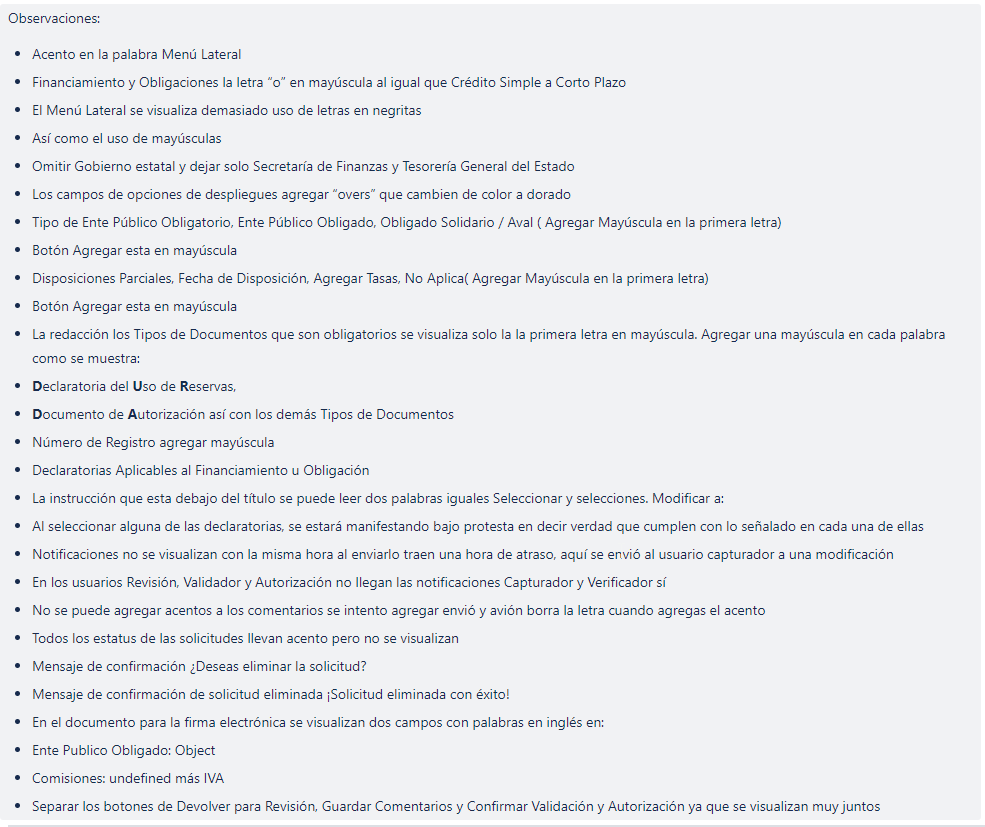 Observaciones:
Acento en la palabra Menú Lateral
Financiamiento y Obligaciones la letra “o” en mayúscula al igual que Crédito Simple a Corto Plazo
El Menú Lateral se visualiza demasiado uso de letras en negritas
Así como el uso de mayúsculas
Omitir Gobierno estatal y dejar solo Secretaría de Finanzas y Tesorería General del Estado
Los campos de opciones de despliegues agregar “overs” que cambien de color a dorado
Tipo de Ente Público Obligatorio, Ente Público Obligado, Obligado Solidario / Aval ( Agregar Mayúscula en la primera letra)
Botón Agregar esta en mayúscula
Disposiciones Parciales, Fecha de Disposición, Agregar Tasas, No Aplica( Agregar Mayúscula en la primera letra)
Botón Agregar esta en mayúscula
La redacción los Tipos de Documentos que son obligatorios se visualiza solo la la primera letra en mayúscula. Agregar una mayúscula en cada palabra
como se muestra:
Declaratoria del Uso de Reservas,
Documento de Autorización así con los demás Tipos de Documentos
Número de Registro agregar mayúscula
Declaratorias Aplicables al Financiamiento u Obligación
La instrucción que esta debajo del título se puede leer dos palabras iguales Seleccionar y selecciones. Modificar a:
Al seleccionar alguna de las declaratorias, se estará manifestando bajo protesta en decir verdad que cumplen con lo señalado en cada una de ellas
Notificaciones no se visualizan con la misma hora al enviarlo traen una hora de atraso, aquí se envió al usuario capturador a una modificación
En los usuarios Revisión, Validador y Autorización no llegan las notificaciones Capturador y Verificador sí
No se puede agregar acentos a los comentarios se intento agregar envió y avión borra la letra cuando agregas el acento
Todos los estatus de las solicitudes llevan acento pero no se visualizan
Mensaje de confirmación ¿Deseas eliminar la solicitud?
Mensaje de confirmación de solicitud eliminada ¡Solicitud eliminada con éxito!
En el documento para la firma electrónica se visualizan dos campos con palabras en inglés en:
Ente Publico Obligado: Object
Comisiones: undefined más IVA
Separar los botones de Devolver para Revisión, Guardar Comentarios y Confirmar Validación y Autorización ya que se visualizan muy juntos